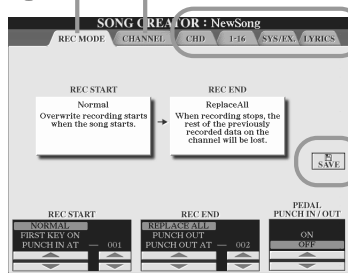 SONG CREATOR : NewSong
REC MODE CHANNEL CHD 1-16 SYS/EX. LYRICS
REC START REC END
Normal
Overwrite recording starts
when the song starts.
ReplaceAll
When recording stops, the
rest of the previously
recorded data on the
channel will be lost.
SAVE
REC START REC END PEDAL
PUNCH IN / OUT
NORMAL
FIRST KEY ON
PUNCH IN AT — 001
REPLACE ALL
PUNCH OUT
PUNCH OUT AT — 002
ON
OFF